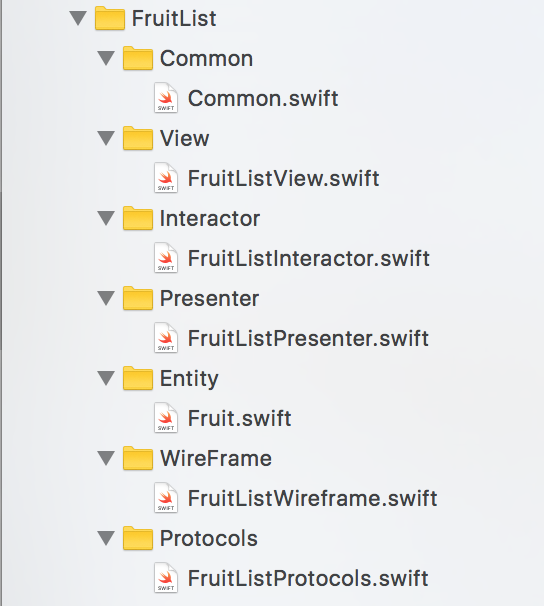 FruitList
Common
Common.swift
View
FruitListView.swift
Interactor
FruitListInteractor.swift
Presenter
FruitListPresenter.swift
Entity
Fruit.swift
WireFrame
FruitListWireframe.swift
Protocols
FruitListProtocols.swift